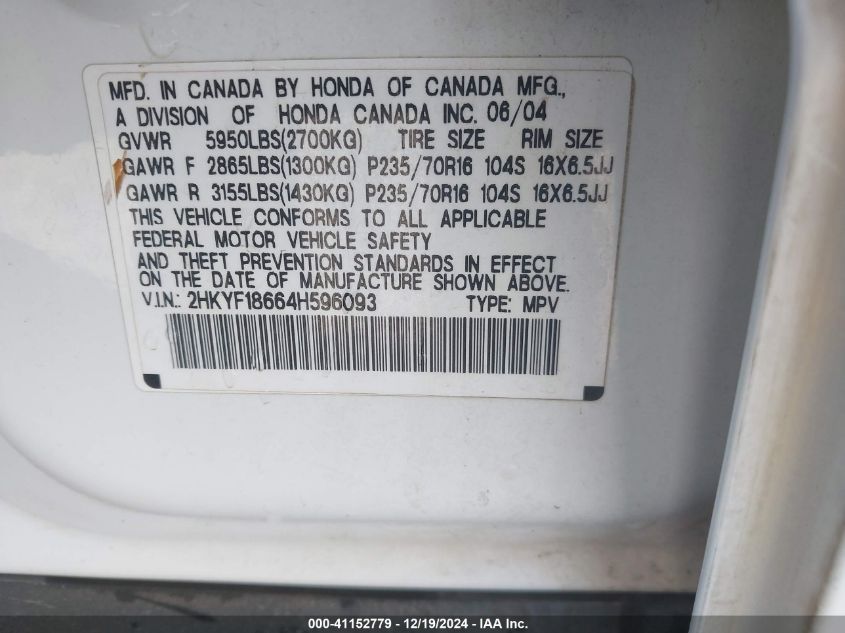 MFD. IN CANADA BY HONDA OF CANADA MFG.,
A DIVISION OF HONDA CANADA INC. 06/04
GVWR 5950LBS(2700KG) TIRE SIZE RIM SIZE
GAWR F 2865LBS(1300KG) P235/70R16 104S 16X6.5JJ
GAWR R 3155LBS(1430KG) P235/70R16 104S 16X6.5JJ
THIS VEHICLE CONFORMS TO ALL APPLICABLE
FEDERAL MOTOR VEHICLE SAFETY
AND THEFT PREVENTION STANDARDS IN EFFECT
ON THE DATE OF MANUFACTURE SHOWN ABOVE.
V.I.N.: 2HKYF18664H596093 TYPE: MPV
000-41152779 - 12/19/2024 - IAA Inc.